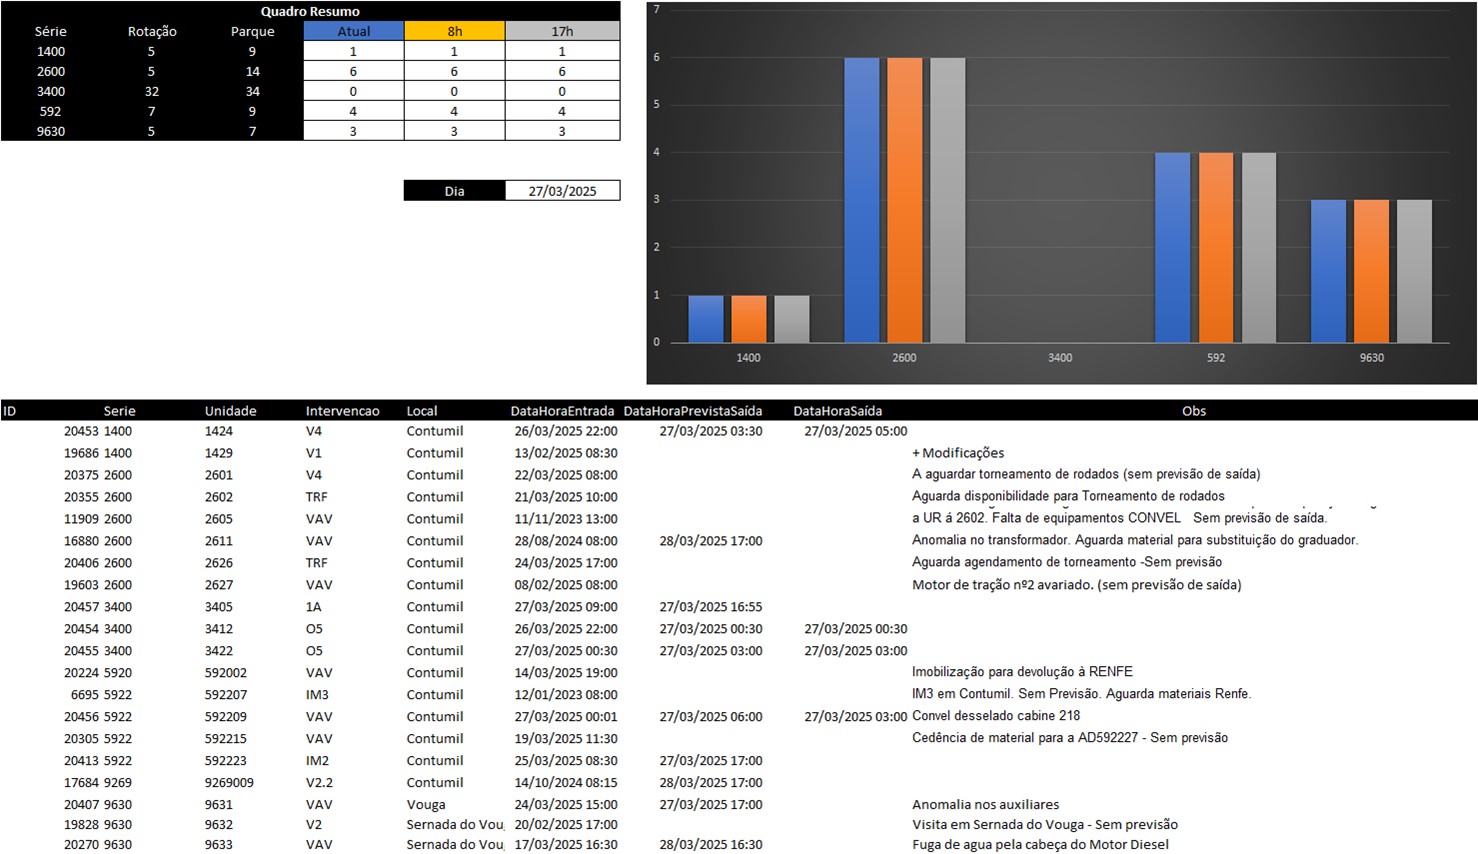 Quadro Resumo
Série Rotação Parque Atual 8h 17h
1400 5 9 1 1 1
2600 5 14 6 6 6
3400 32 34 0 0 0
592 7 9 4 4 4
9630 5 7 3 3 3
Dia 27/03/2025
7
6
5
4
3
2
1
0
1400 2600 3400 592 9630
ID Serie Unidade Intervencao Local DataHoraEntrada DataHoraPrevistaSaída DataHoraSaída Obs
20453 1400 1424 V4 Contumil 26/03/2025 22:00 27/03/2025 03:30 27/03/2025 05:00
19686 1400 1429 V1 Contumil 13/02/2025 08:30 + Modificações
20375 2600 2601 V4 Contumil 22/03/2025 08:00 A aguardar torneamento de rodados (sem previsão de saída)
20355 2600 2602 TRF Contumil 21/03/2025 10:00 Aguarda disponibilidade para Torneamento de rodados
11909 2600 2605 VAV Contumil 11/11/2023 13:00 a UR á 2602. Falta de equipamentos CONVEL Sem previsão de saída.
16880 2600 2611 VAV Contumil 28/08/2024 08:00 28/03/2025 17:00 Anomalia no transformador. Aguarda material para substituição do graduador.
20406 2600 2626 TRF Contumil 24/03/2025 17:00 Aguarda agendamento de torneamento -Sem previsão
19603 2600 2627 VAV Contumil 08/02/2025 08:00 Motor de tração nº2 avariado. (sem previsão de saída)
20457 3400 3405 1A Contumil 27/03/2025 09:00 27/03/2025 16:55
20454 3400 3412 O5 Contumil 26/03/2025 22:00 27/03/2025 00:30 27/03/2025 00:30
20455 3400 3422 O5 Contumil 27/03/2025 00:30 27/03/2025 03:00 27/03/2025 03:00
20224 5920 592002 VAV Contumil 14/03/2025 19:00 Imobilização para devolução à RENFE
6695 5922 592207 IM3 Contumil 12/01/2023 08:00 IM3 em Contumil. Sem Previsão. Aguarda materiais Renfe.
20456 5922 592209 VAV Contumil 27/03/2025 00:01 27/03/2025 06:00 27/03/2025 03:00 Convel desselado cabine 218
20305 5922 592215 VAV Contumil 19/03/2025 11:30 Cedência de material para a AD592227 - Sem previsão
20413 5922 592223 IM2 Contumil 25/03/2025 08:30 27/03/2025 17:00
17684 9269 9269009 V2.2 Contumil 14/10/2024 08:15 28/03/2025 17:00
20407 9630 9631 VAV Vouga 24/03/2025 15:00 27/03/2025 17:00 Anomalia nos auxiliares
19828 9630 9632 V2 Sernada do Vou 20/02/2025 17:00 Visita em Sernada do Vouga - Sem previsão
20270 9630 9633 VAV Sernada do Vou 17/03/2025 16:30 28/03/2025 16:30 Fuga de agua pela cabeça do Motor Diesel